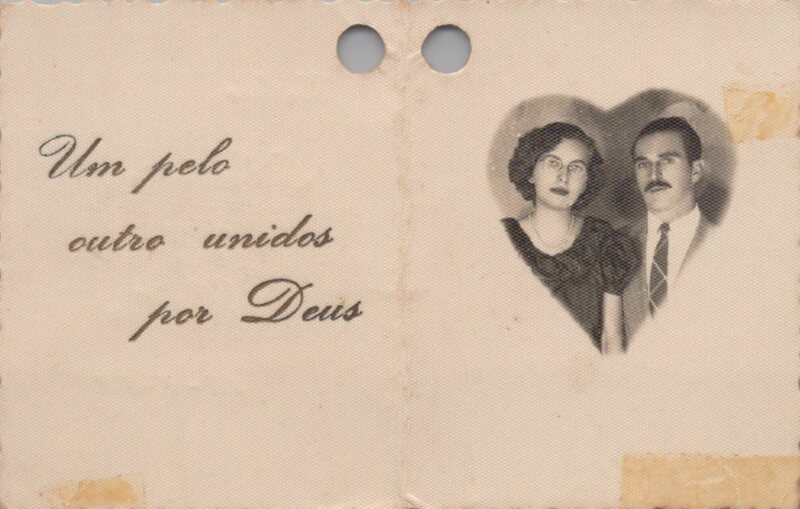 Um pelo
outro unidos
por Deus